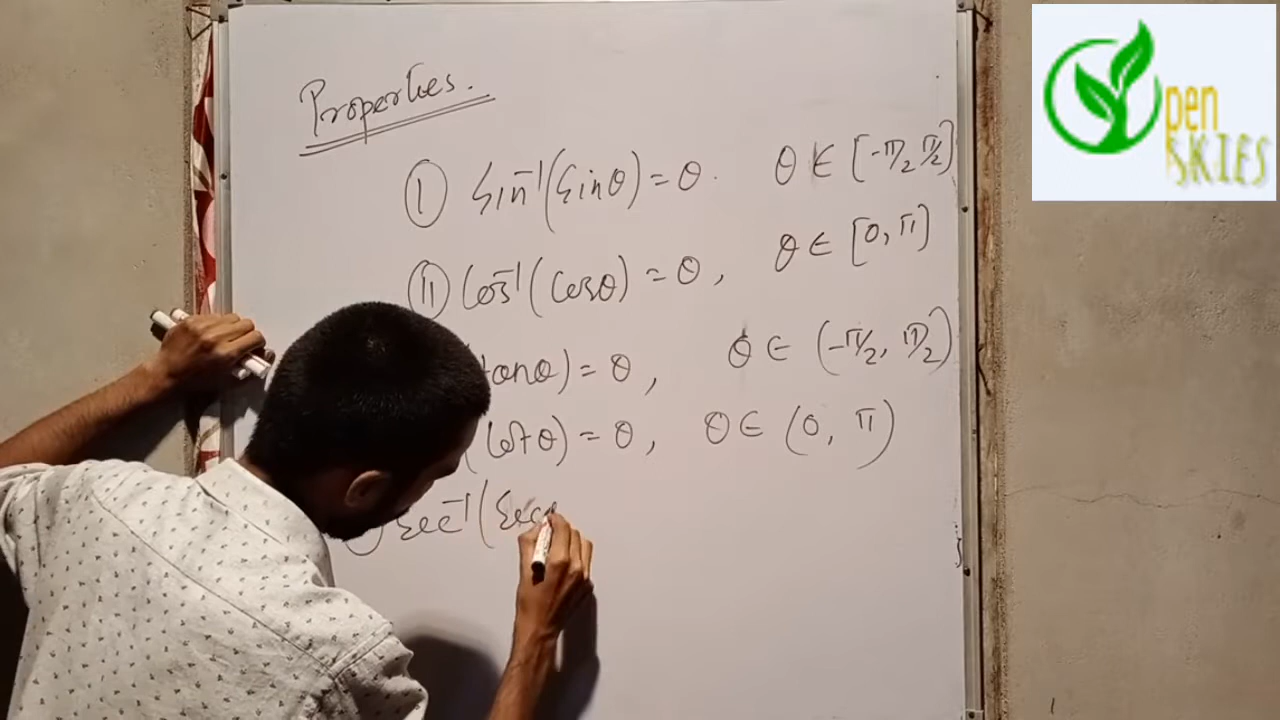 Properties.
I sin⁻¹(sinθ) = θ. θ ∈ [-π/2 π/2]
II Cos⁻¹(cosθ) = θ, θ ∈ [0, π]
tanθ) = θ, θ ∈ (-π/2, π/2)
(cotθ) = θ, θ ∈ (0, π)
sec⁻¹(sec
Open
SKIES